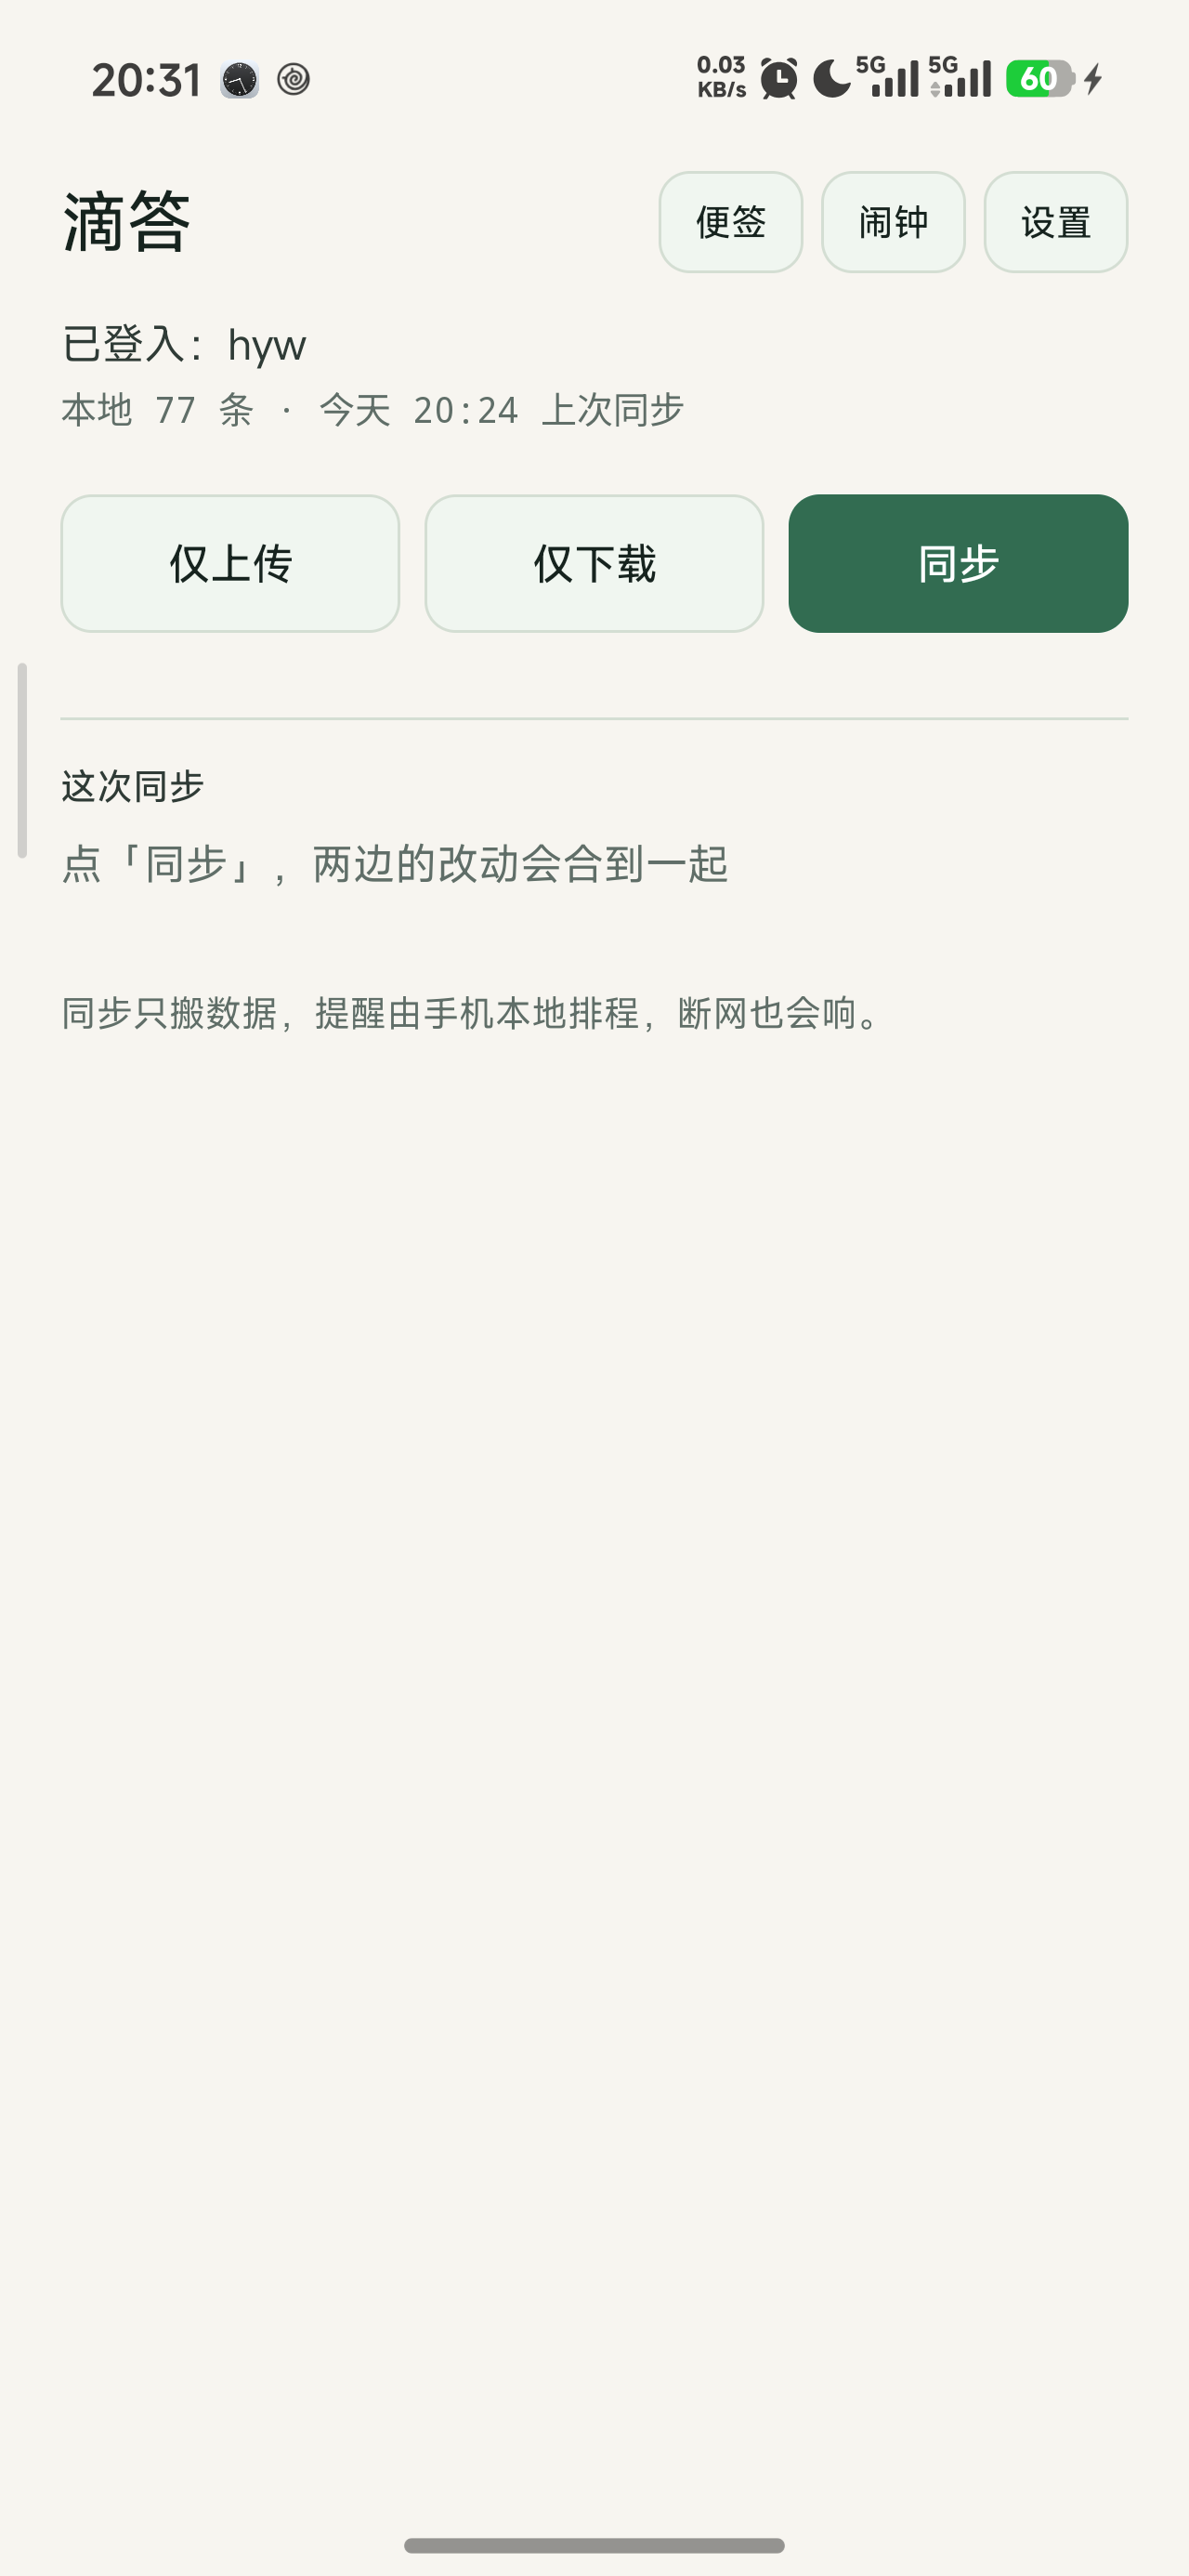 20:31
0.03 KB/s 5G 5G 60
滴答
便签 闹钟 设置
已登入：hyw
本地 77 条 · 今天 20:24 上次同步
仅上传 仅下载 同步
这次同步
点「同步」，两边的改动会合到一起
同步只搬数据，提醒由手机本地排程，断网也会响。